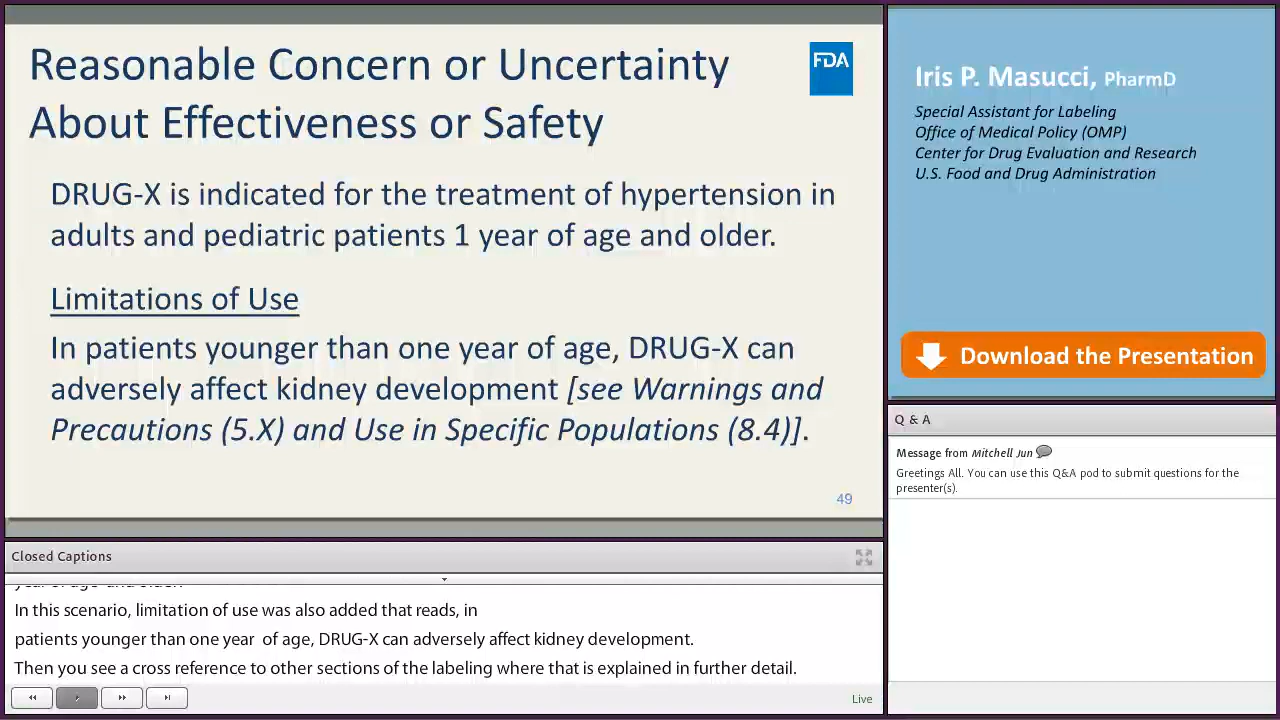 Reasonable Concern or Uncertainty
About Effectiveness or Safety
FDA
DRUG-X is indicated for the treatment of hypertension in
adults and pediatric patients 1 year of age and older.
Limitations of Use
In patients younger than one year of age, DRUG-X can
adversely affect kidney development [see Warnings and
Precautions (5.X) and Use in Specific Populations (8.4)].
49
Iris P. Masucci, PharmD
Special Assistant for Labeling
Office of Medical Policy (OMP)
Center for Drug Evaluation and Research
U.S. Food and Drug Administration
Download the Presentation
Q & A
Message from Mitchell Jun
Greetings All. You can use this Q&A pod to submit questions for the
presenter(s).
Closed Captions
year of age and older.
In this scenario, limitation of use was also added that reads, in
patients younger than one year of age, DRUG-X can adversely affect kidney development.
Then you see a cross reference to other sections of the labeling where that is explained in further detail.
Live